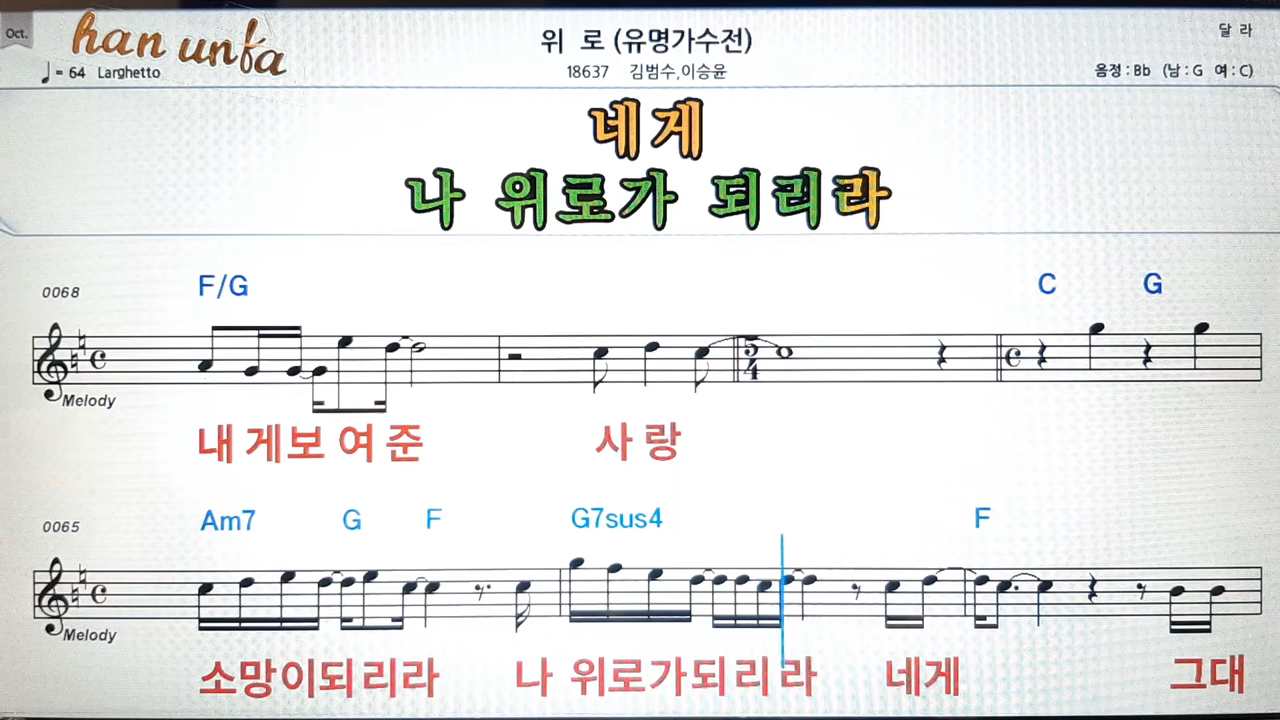 Oct.
han unfa
♩ = 64 Larghetto
위 로 (유명가수전)
18637 김범수,이승윤
달 라
음정 : Bb (남 : G 여 : C)
네게
나 위로가 되리라
0068 F/G C G
5
4
Melody
내 게 보 여 준 사 랑
0065 Am7 G F G7sus4 F
Melody
소망이되리라 나 위로가되리라 네게 그대